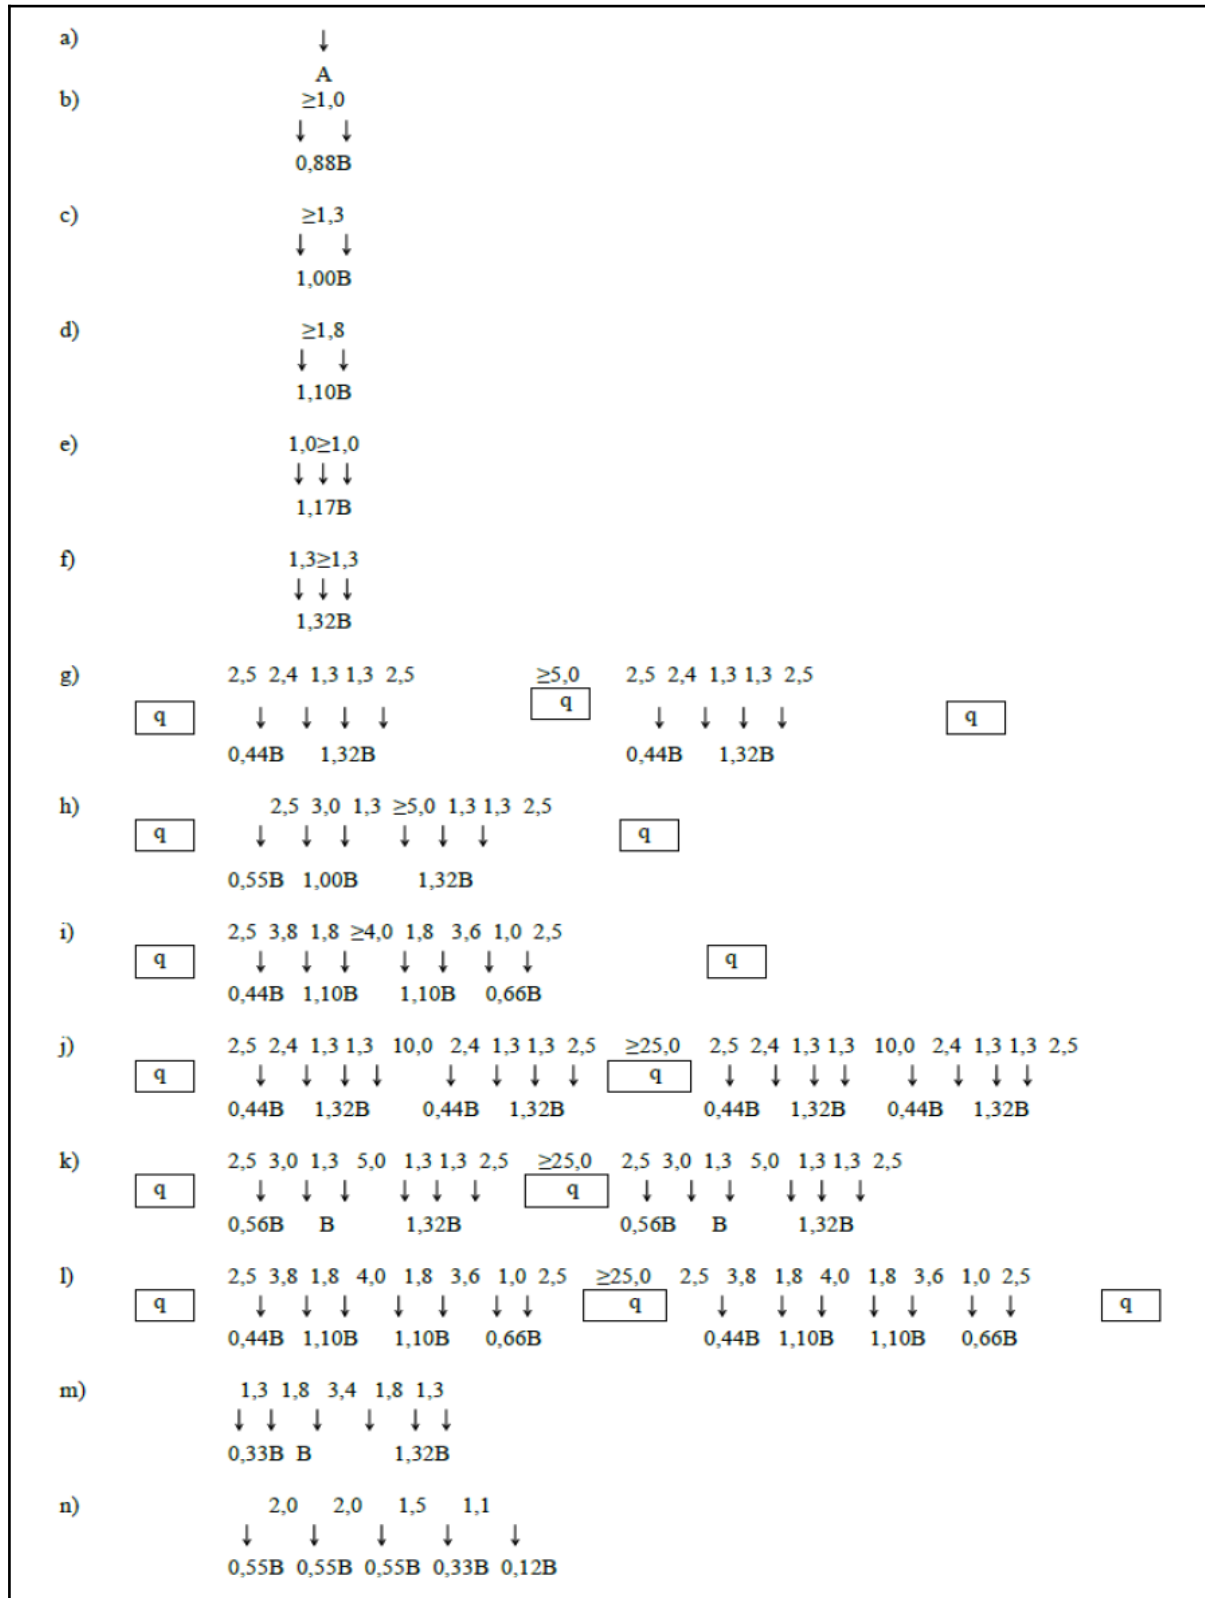 a) ↓
A
b) ≥1,0
↓ ↓
0,88B
c) ≥1,3
↓ ↓
1,00B
d) ≥1,8
↓ ↓
1,10B
e) 1,0≥1,0
↓ ↓ ↓
1,17B
f) 1,3≥1,3
↓ ↓ ↓
1,32B
g) 2,5 2,4 1,3 1,3 2,5 ≥5,0 2,5 2,4 1,3 1,3 2,5
q ↓ ↓ ↓ ↓ q ↓ ↓ ↓ ↓ q
0,44B 1,32B 0,44B 1,32B
h) 2,5 3,0 1,3 ≥5,0 1,3 1,3 2,5
q ↓ ↓ ↓ ↓ ↓ ↓ q
0,55B 1,00B 1,32B
i) 2,5 3,8 1,8 ≥4,0 1,8 3,6 1,0 2,5
q ↓ ↓ ↓ ↓ ↓ ↓ ↓ q
0,44B 1,10B 1,10B 0,66B
j) 2,5 2,4 1,3 1,3 10,0 2,4 1,3 1,3 2,5 ≥25,0 2,5 2,4 1,3 1,3 10,0 2,4 1,3 1,3 2,5
q ↓ ↓ ↓ ↓ ↓ ↓ ↓ ↓ q ↓ ↓ ↓ ↓ ↓ ↓ ↓ ↓
0,44B 1,32B 0,44B 1,32B 0,44B 1,32B 0,44B 1,32B
k) 2,5 3,0 1,3 5,0 1,3 1,3 2,5 ≥25,0 2,5 3,0 1,3 5,0 1,3 1,3 2,5
q ↓ ↓ ↓ ↓ ↓ ↓ q ↓ ↓ ↓ ↓ ↓ ↓
0,56B B 1,32B 0,56B B 1,32B
l) 2,5 3,8 1,8 4,0 1,8 3,6 1,0 2,5 ≥25,0 2,5 3,8 1,8 4,0 1,8 3,6 1,0 2,5
q ↓ ↓ ↓ ↓ ↓ ↓ ↓ q ↓ ↓ ↓ ↓ ↓ ↓ ↓ q
0,44B 1,10B 1,10B 0,66B 0,44B 1,10B 1,10B 0,66B
m) 1,3 1,8 3,4 1,8 1,3
↓ ↓ ↓ ↓ ↓ ↓
0,33B B 1,32B
n) 2,0 2,0 1,5 1,1
↓ ↓ ↓ ↓ ↓
0,55B 0,55B 0,55B 0,33B 0,12B